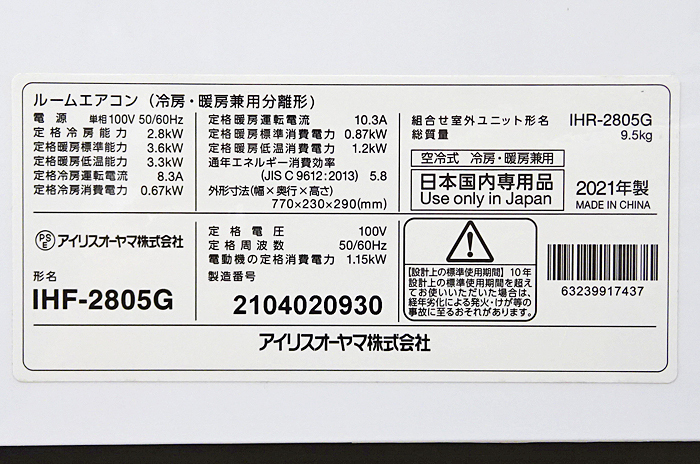 ルームエアコン (冷房・暖房兼用分離形)
電源 単相100V 50/60Hz
定格冷房能力 2.8kW
定格暖房標準能力 3.6kW
定格暖房低温能力 3.3kW
定格冷房運転電流 8.3A
定格冷房消費電力 0.67kW
定格暖房運転電流 10.3A
定格暖房標準消費電力 0.87kW
定格暖房低温消費電力 1.2kW
通年エネルギー消費効率
(JIS C 9612:2013) 5.8
外形寸法(幅×奥行×高さ)
770×230×290(mm)
組合せ室外ユニット形名 IHR-2805G
総質量 9.5kg
空冷式 冷房・暖房兼用
日本国内専用品
Use only in Japan
2021年製
MADE IN CHINA
PSE アイリスオーヤマ株式会社
形名
IHF-2805G
定格電圧 100V
定格周波数 50/60Hz
電動機の定格消費電力 1.15kW
製造番号
2104020930
【設計上の標準使用期間】10年
設計上の標準使用期間を超え
てお使いいただいた場合は、
経年劣化による発火・けが等の
事故に至るおそれがあります。
63239917437
アイリスオーヤマ株式会社